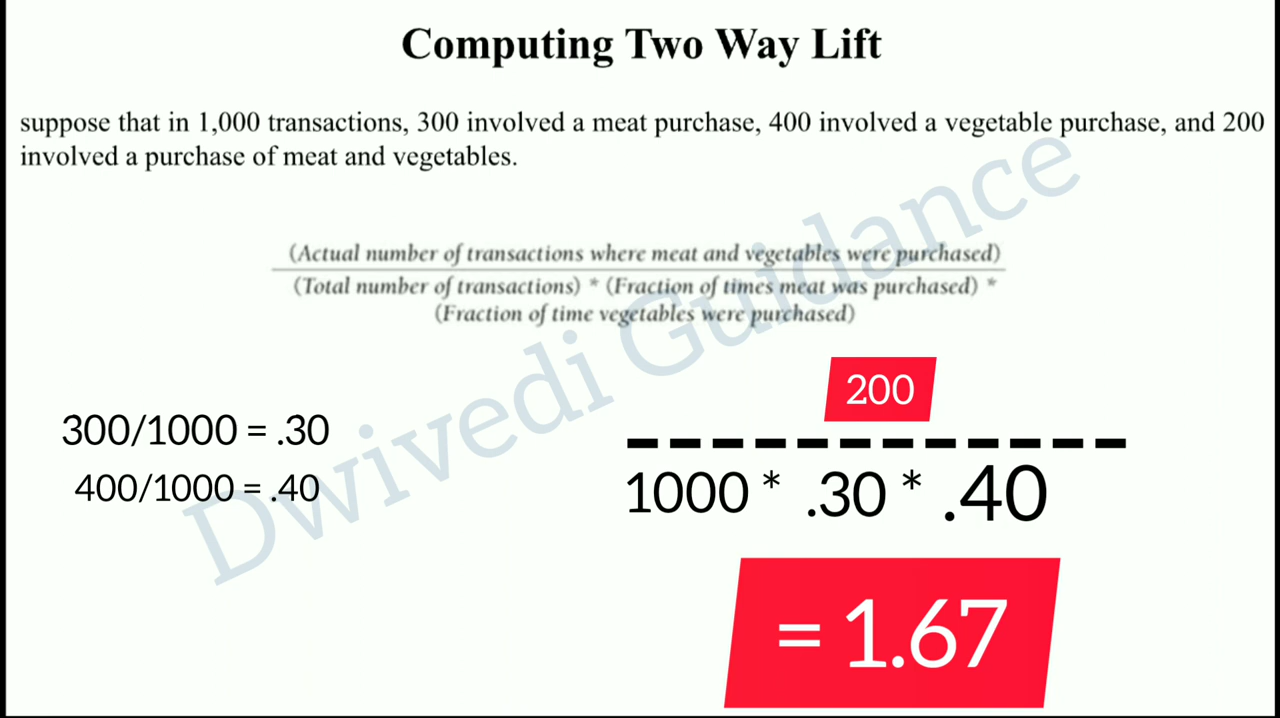 Computing Two Way Lift
suppose that in 1,000 transactions, 300 involved a meat purchase, 400 involved a vegetable purchase, and 200
involved a purchase of meat and vegetables.
(Actual number of transactions where meat and vegetables were purchased)
(Total number of transactions) * (Fraction of times meat was purchased) *
(Fraction of time vegetables were purchased)
300/1000 = .30
400/1000 = .40
200
1000 * .30 * .40
= 1.67
Dwivedi Guidance